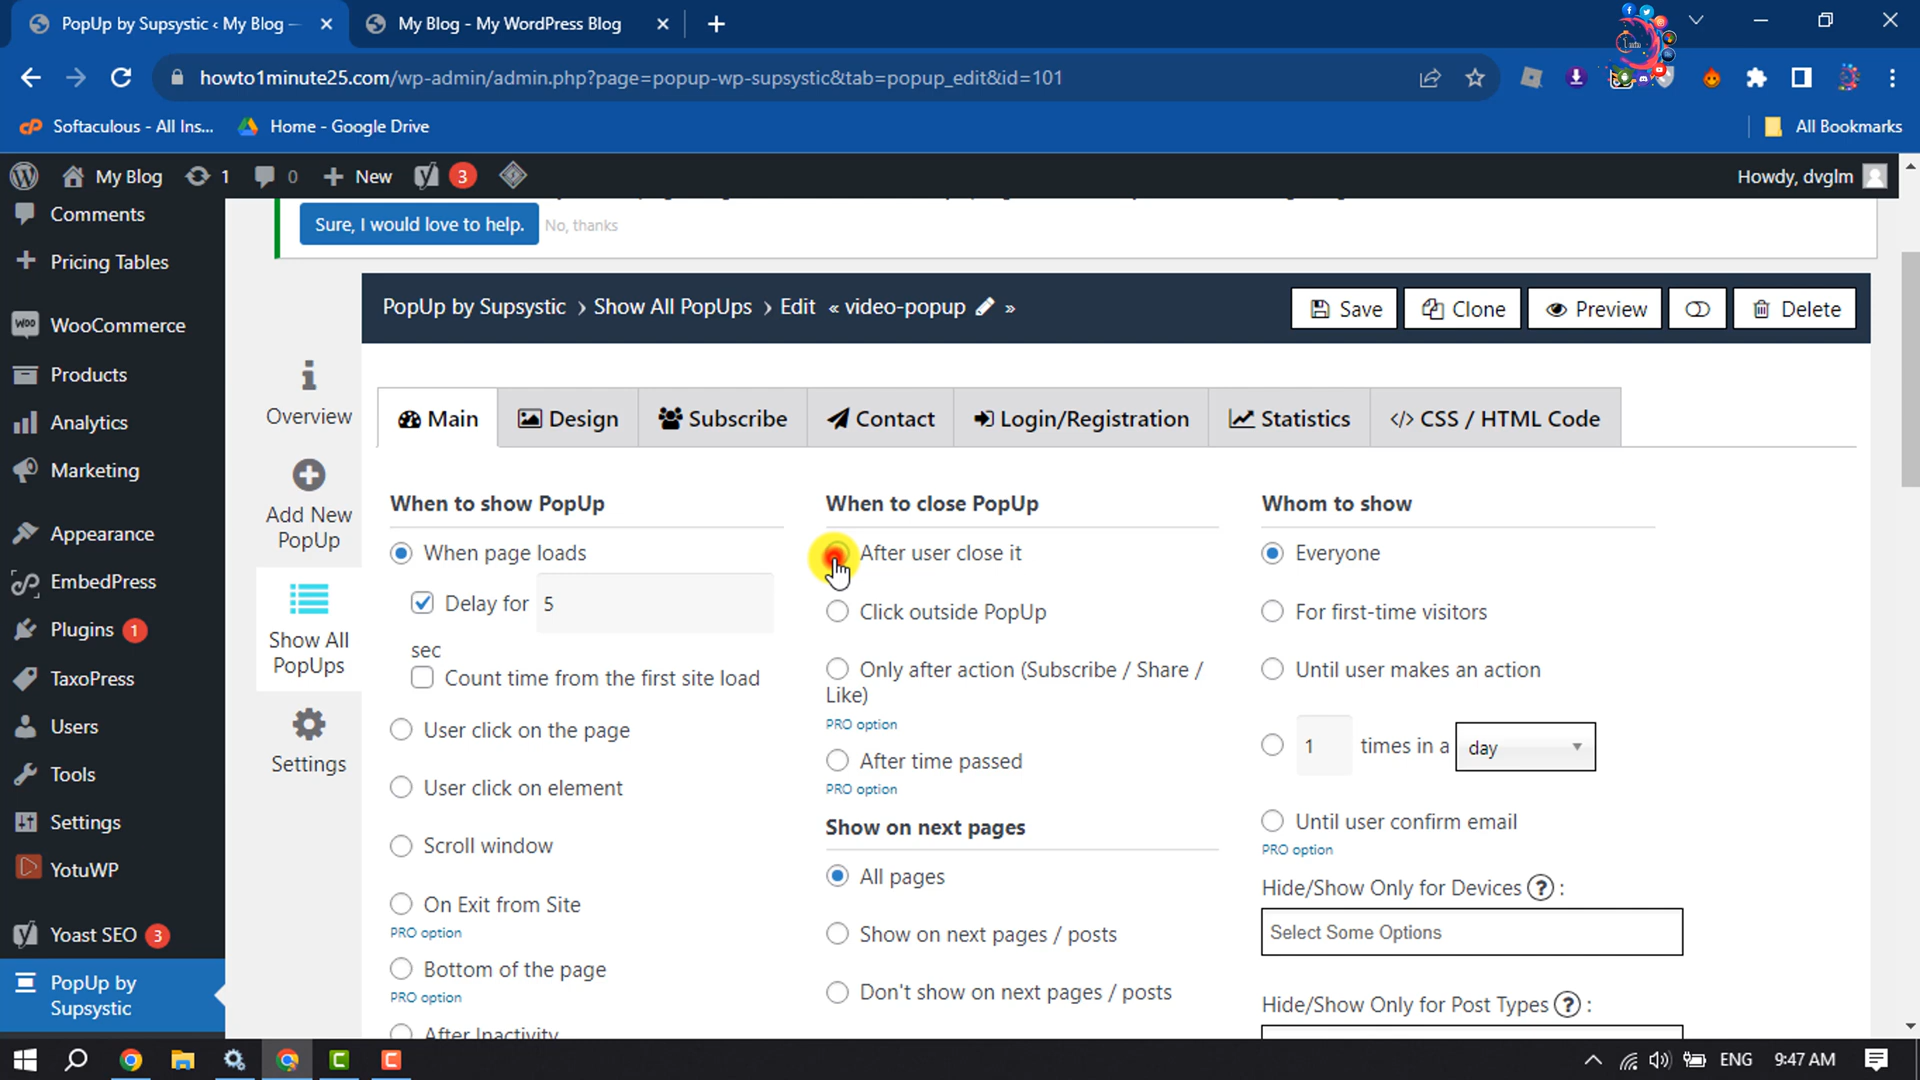 PopUp by Supsystic ‹ My Blog —
My Blog - My WordPress Blog
howto1minute25.com/wp-admin/admin.php?page=popup-wp-supsystic&tab=popup_edit&id=101
Softaculous - All Ins...
Home - Google Drive
All Bookmarks
My Blog
1
0
New
3
Howdy, dvglm
Comments
Pricing Tables
WooCommerce
Products
Analytics
Marketing
Appearance
EmbedPress
Plugins 1
TaxoPress
Users
Tools
Settings
YotuWP
Yoast SEO 3
PopUp by
Supsystic
Sure, I would love to help.
No, thanks
Overview
Add New
PopUp
Show All
PopUps
Settings
PopUp by Supsystic › Show All PopUps › Edit « video-popup »
Save
Clone
Preview
Delete
Main
Design
Subscribe
Contact
Login/Registration
Statistics
</> CSS / HTML Code
When to show PopUp
When page loads
Delay for 5
sec
Count time from the first site load
User click on the page
User click on element
Scroll window
On Exit from Site
PRO option
Bottom of the page
PRO option
After Inactivity
When to close PopUp
After user close it
Click outside PopUp
Only after action (Subscribe / Share /
Like)
PRO option
After time passed
PRO option
Show on next pages
All pages
Show on next pages / posts
Don't show on next pages / posts
Whom to show
Everyone
For first-time visitors
Until user makes an action
1 times in a day
Until user confirm email
PRO option
Hide/Show Only for Devices ? :
Select Some Options
Hide/Show Only for Post Types ? :
ENG
9:47 AM